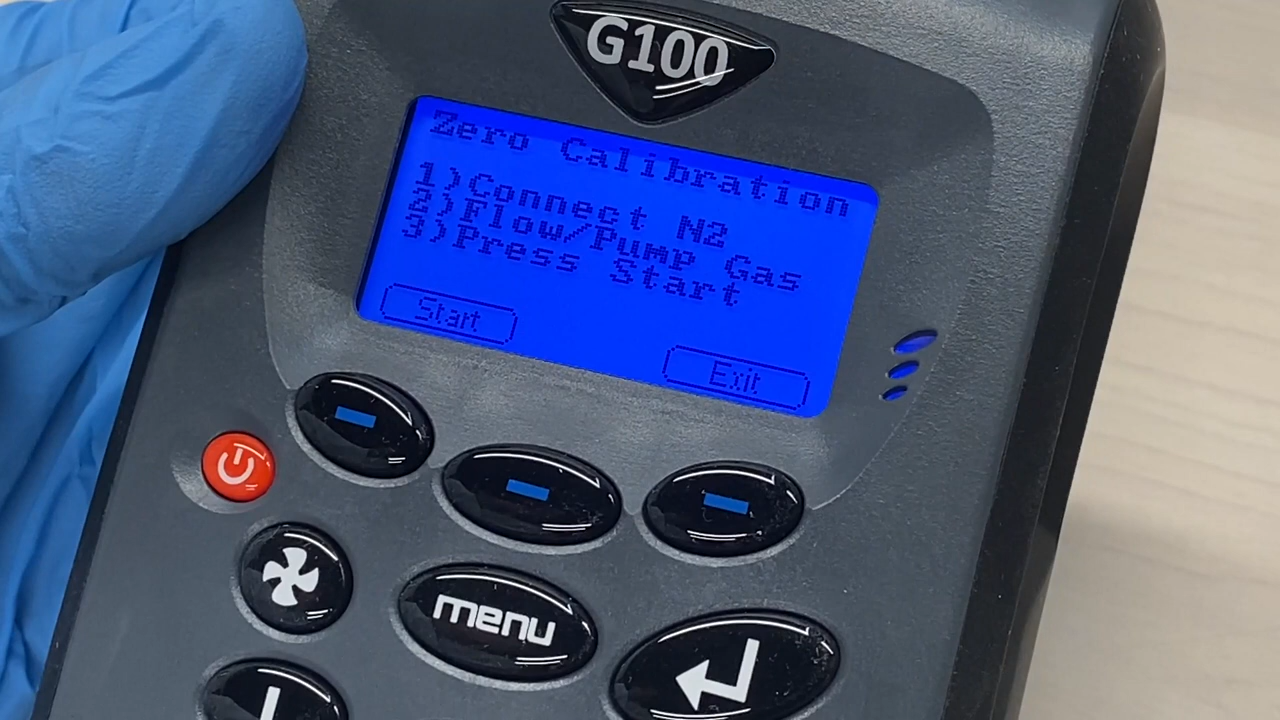 G100
Zero Calibration
1)Connect N2
2)Flow/Pump Gas
3)Press Start
Start
Exit
menu